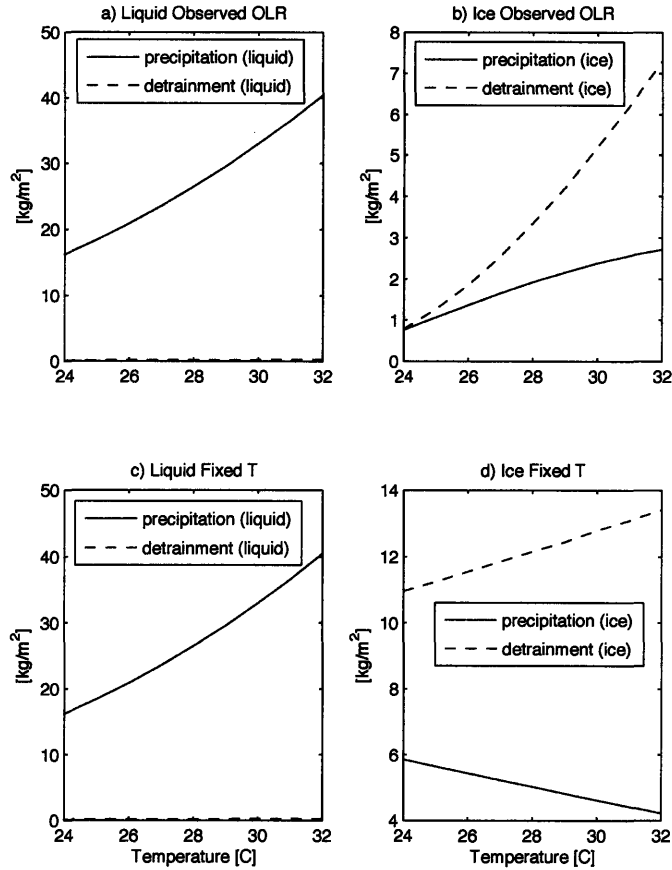 a) Liquid Observed OLR
precipitation (liquid)
detrainment (liquid)
[kg/m²]
50
40
30
20
10
0
24 26 28 30 32
b) Ice Observed OLR
precipitation (ice)
detrainment (ice)
[kg/m²]
8
7
6
5
4
3
2
1
0
24 26 28 30 32
c) Liquid Fixed T
precipitation (liquid)
detrainment (liquid)
[kg/m²]
50
40
30
20
10
0
24 26 28 30 32
Temperature [C]
d) Ice Fixed T
precipitation (ice)
detrainment (ice)
[kg/m²]
14
12
10
8
6
4
24 26 28 30 32
Temperature [C]